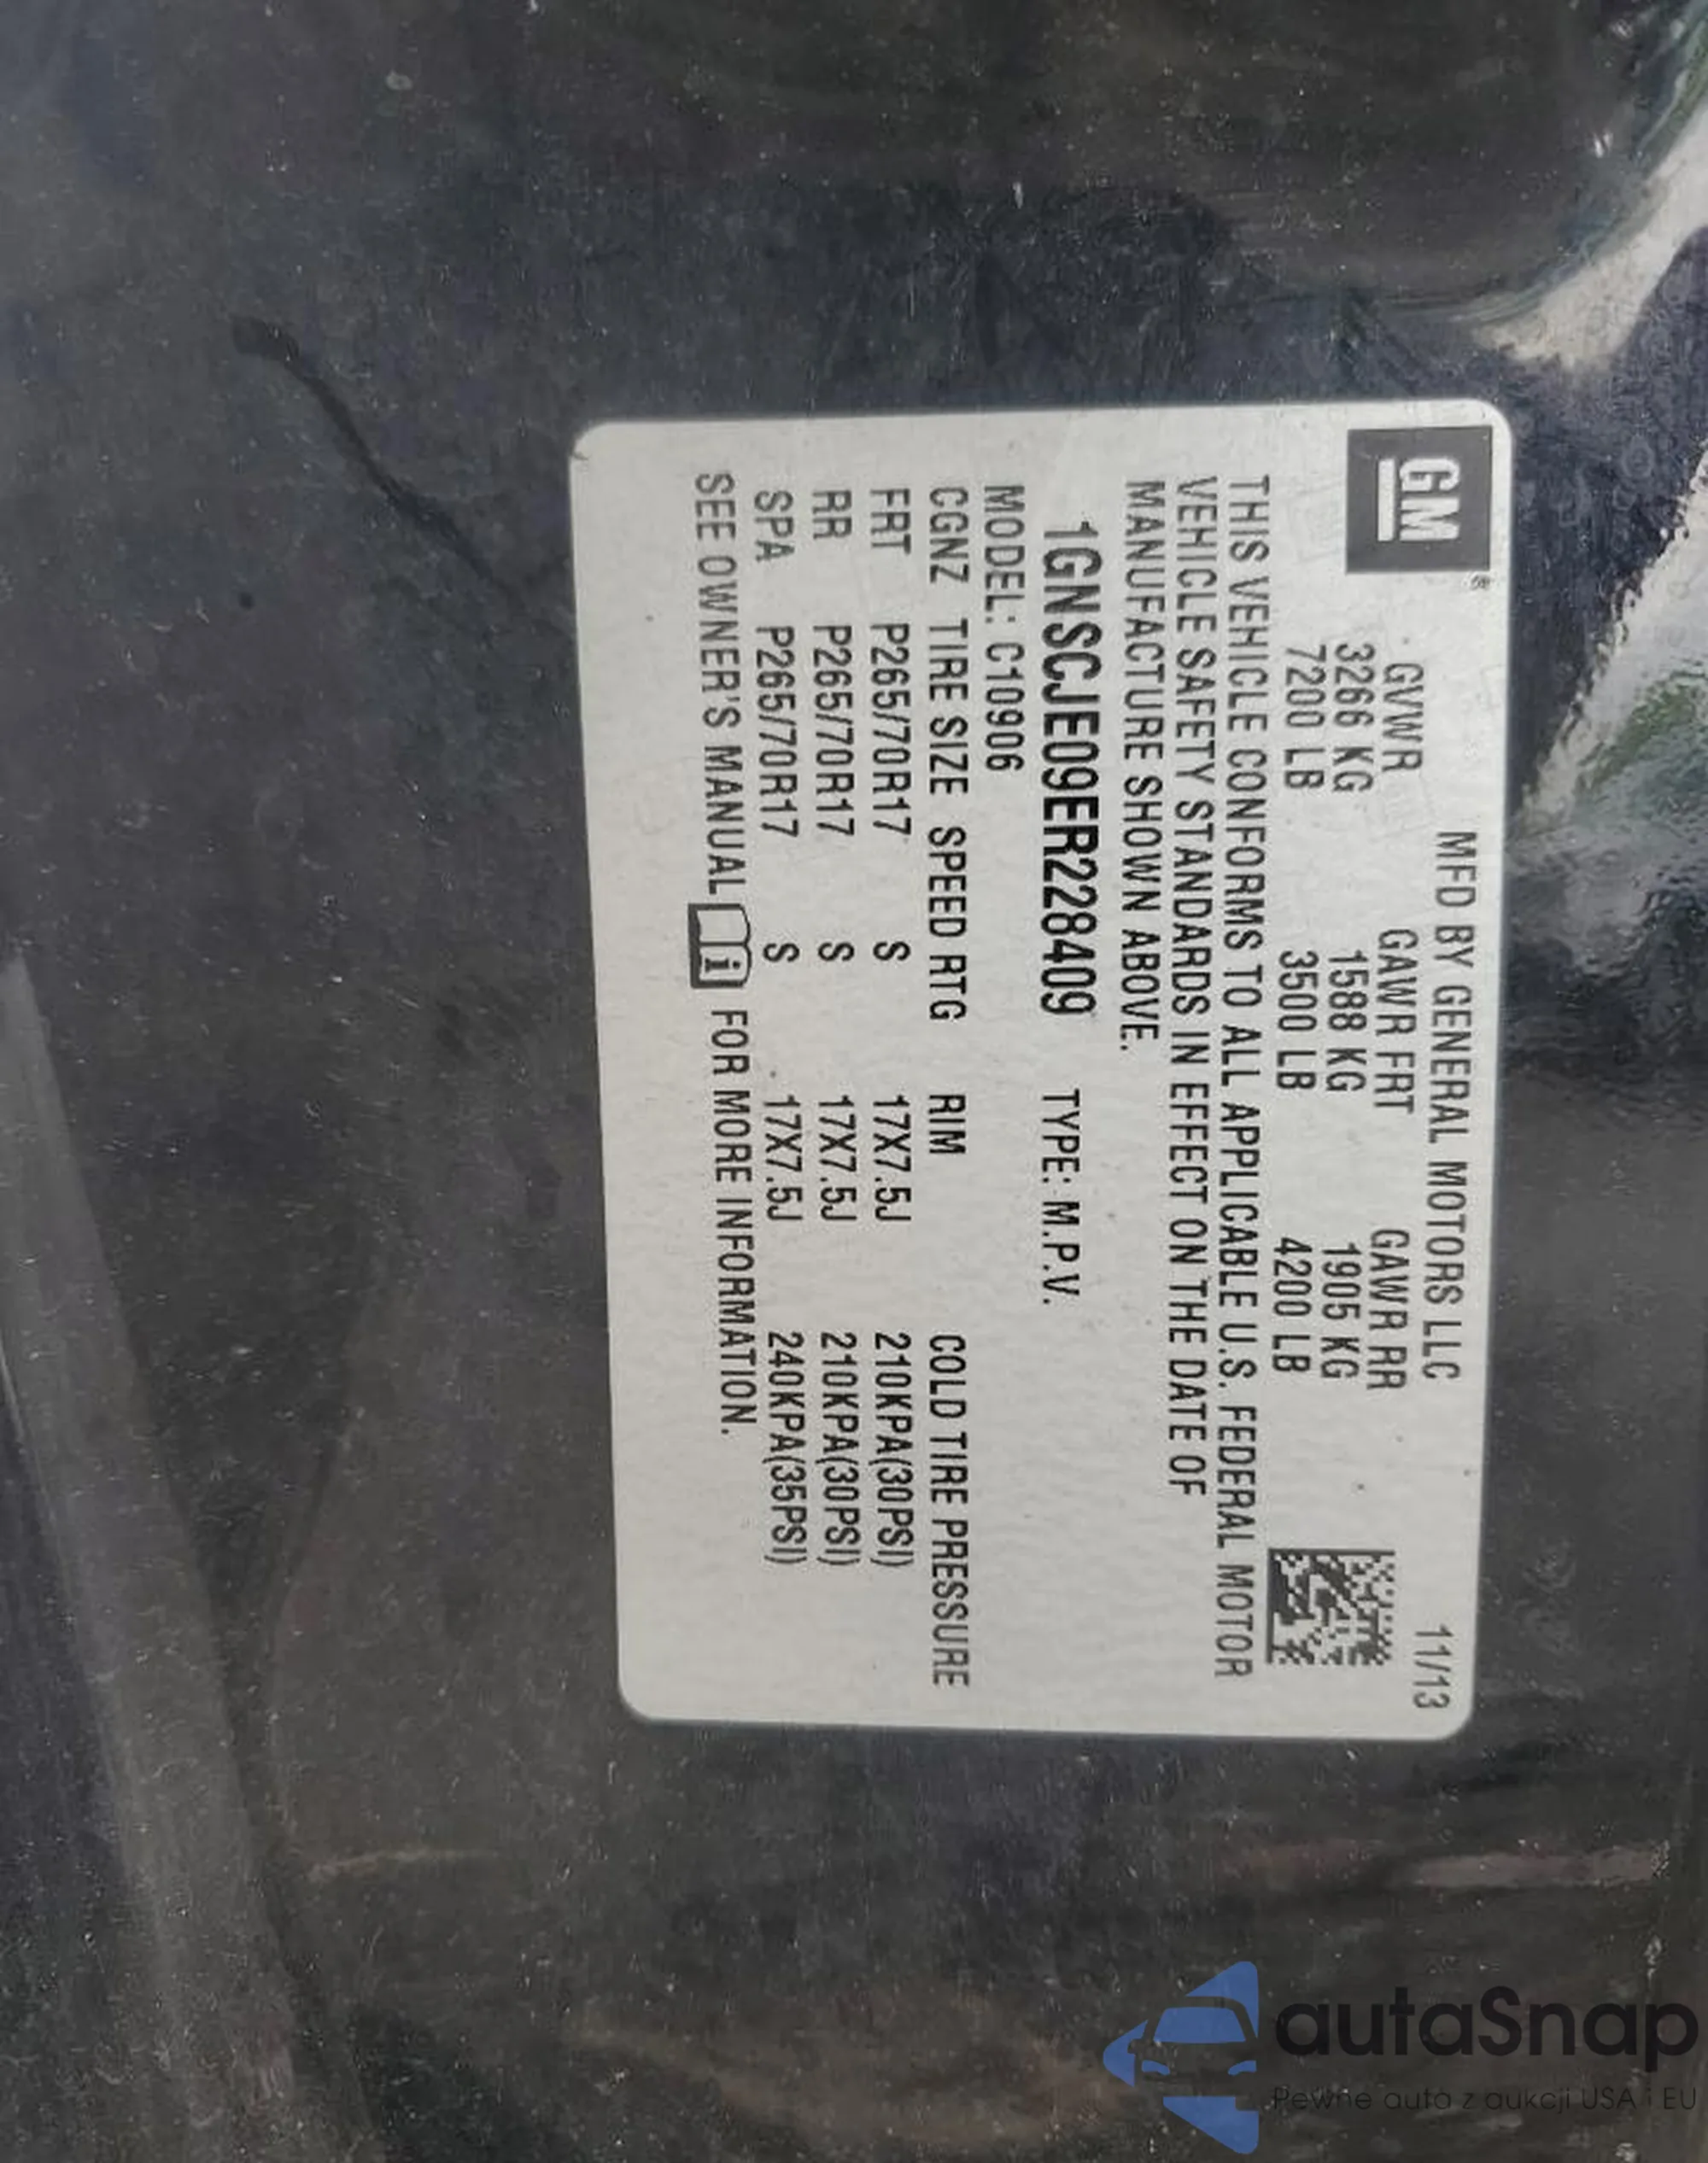 GM
MFD BY GENERAL MOTORS LLC 11/13
GVWR GAWR FRT GAWR RR
3266 KG 1588 KG 1905 KG
7200 LB 3500 LB 4200 LB
THIS VEHICLE CONFORMS TO ALL APPLICABLE U.S. FEDERAL MOTOR
VEHICLE SAFETY STANDARDS IN EFFECT ON THE DATE OF
MANUFACTURE SHOWN ABOVE.
1GNSCJE09ER228409 TYPE: M.P.V.
MODEL: C10906
CGNZ TIRE SIZE SPEED RTG RIM COLD TIRE PRESSURE
FRT P265/70R17 S 17X7.5J 210KPA(30PSI)
RR P265/70R17 S 17X7.5J 210KPA(30PSI)
SPA P265/70R17 S 17X7.5J 240KPA(35PSI)
SEE OWNER'S MANUAL i FOR MORE INFORMATION.
autaSnap
Pewne auta z aukcji USA i EU